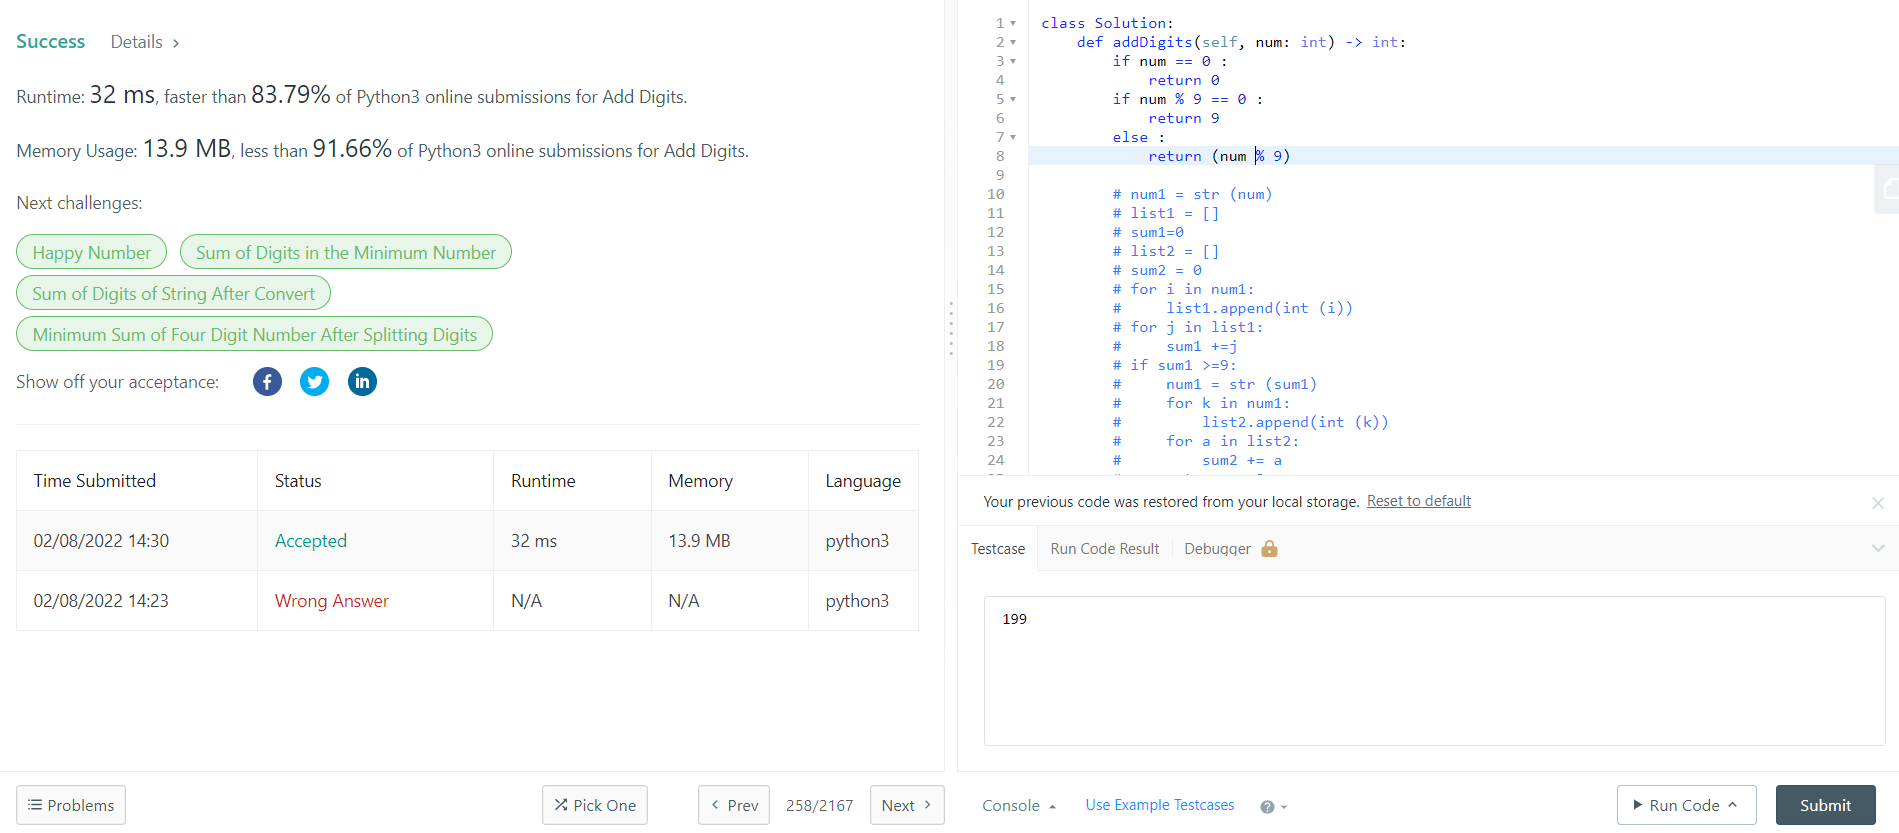 Success Details >
Runtime: 32 ms, faster than 83.79% of Python3 online submissions for Add Digits.
Memory Usage: 13.9 MB, less than 91.66% of Python3 online submissions for Add Digits.
Next challenges:
Happy Number Sum of Digits in the Minimum Number
Sum of Digits of String After Convert
Minimum Sum of Four Digit Number After Splitting Digits
Show off your acceptance:
Time Submitted Status Runtime Memory Language
02/08/2022 14:30 Accepted 32 ms 13.9 MB python3
02/08/2022 14:23 Wrong Answer N/A N/A python3
Problems Pick One < Prev 258/2167 Next >
1 class Solution:
2 def addDigits(self, num: int) -> int:
3 if num == 0 :
4 return 0
5 if num % 9 == 0 :
6 return 9
7 else :
8 return (num % 9)
9
10 # num1 = str (num)
11 # list1 = []
12 # sum1=0
13 # list2 = []
14 # sum2 = 0
15 # for i in num1:
16 # list1.append(int (i))
17 # for j in list1:
18 # sum1 +=j
19 # if sum1 >=9:
20 # num1 = str (sum1)
21 # for k in num1:
22 # list2.append(int (k))
23 # for a in list2:
24 # sum2 += a
Your previous code was restored from your local storage. Reset to default
Testcase Run Code Result Debugger
199
Console Use Example Testcases ? Run Code Submit